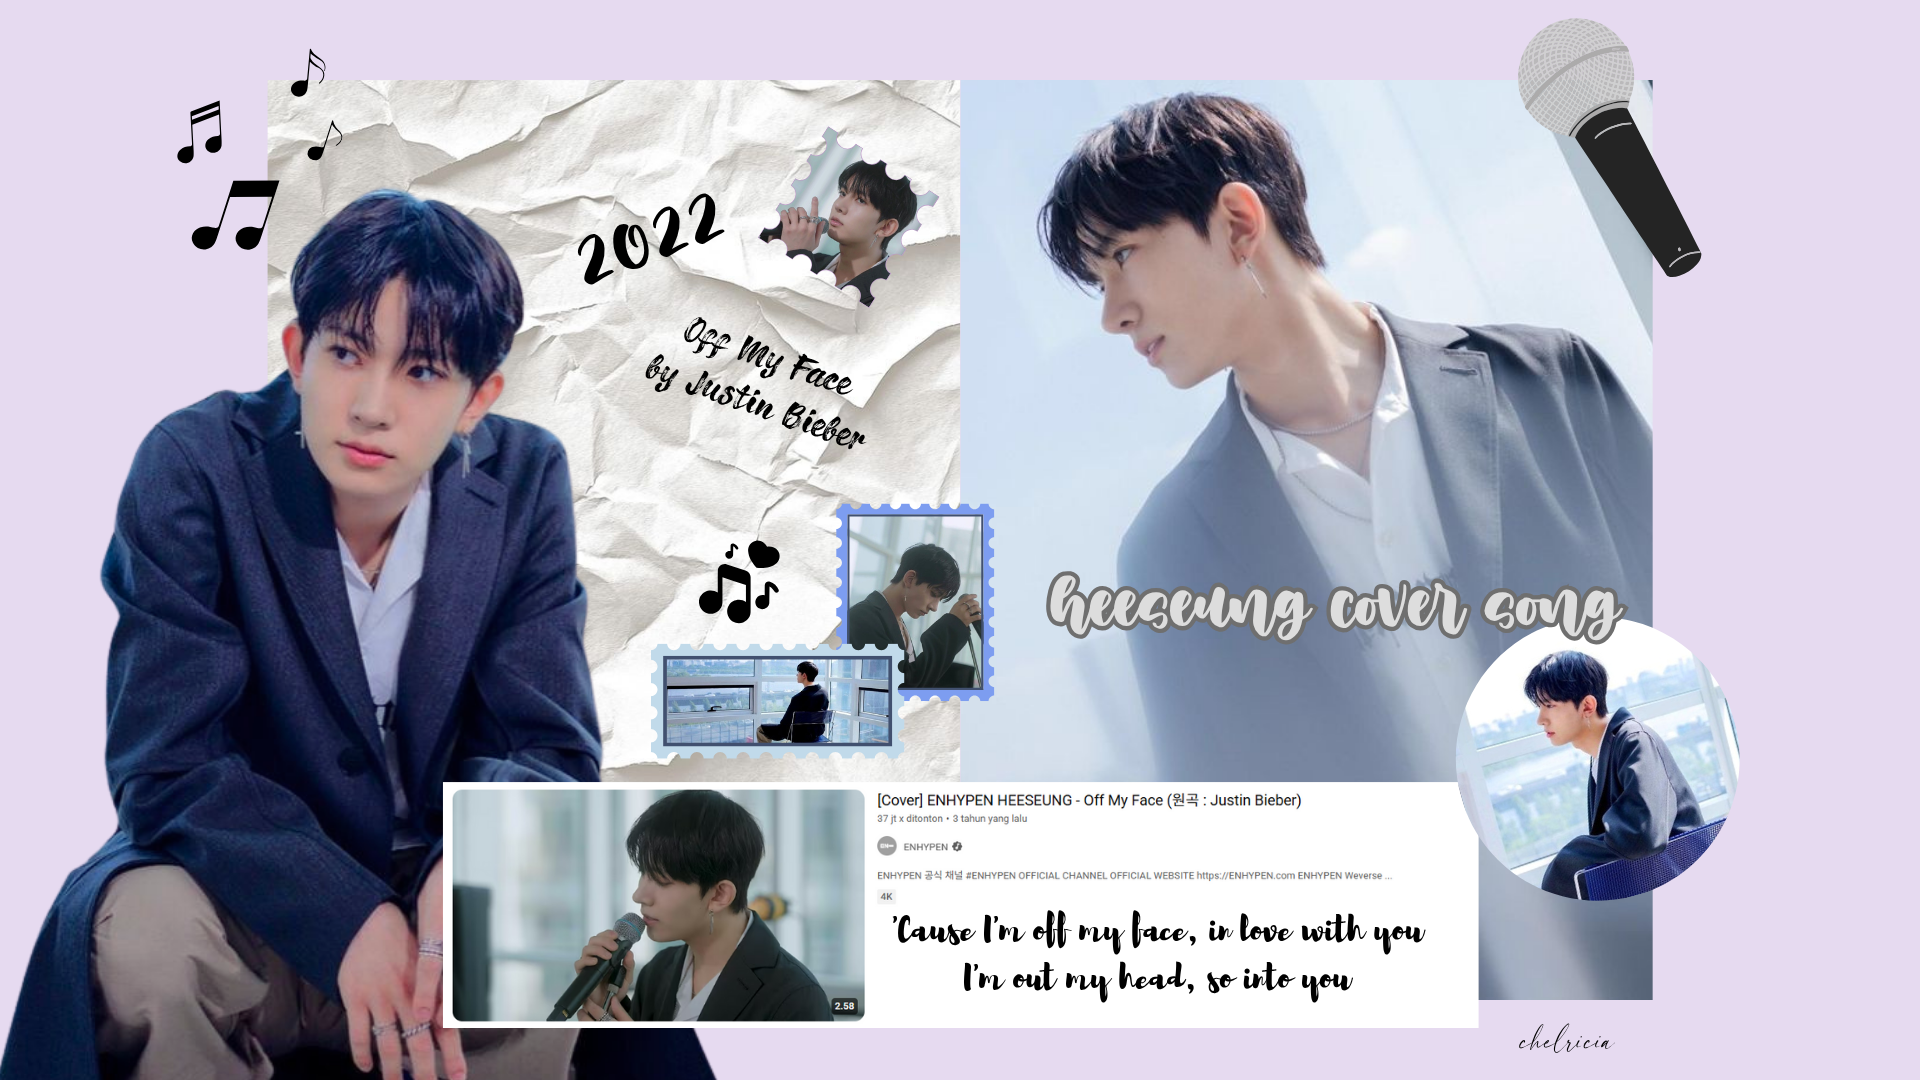 2022
Off My Face
by Justin Bieber
heeseung cover song
[Cover] ENHYPEN HEESEUNG - Off My Face (원곡 : Justin Bieber)
37 jt x ditonton • 3 tahun yang lalu
ENHYPEN
ENHYPEN 공식 채널 #ENHYPEN OFFICIAL CHANNEL OFFICIAL WEBSITE https://ENHYPEN.com ENHYPEN Weverse ...
4K
2.58
'Cause I'm off my face, in love with you
I'm out my head, so into you
chelricia